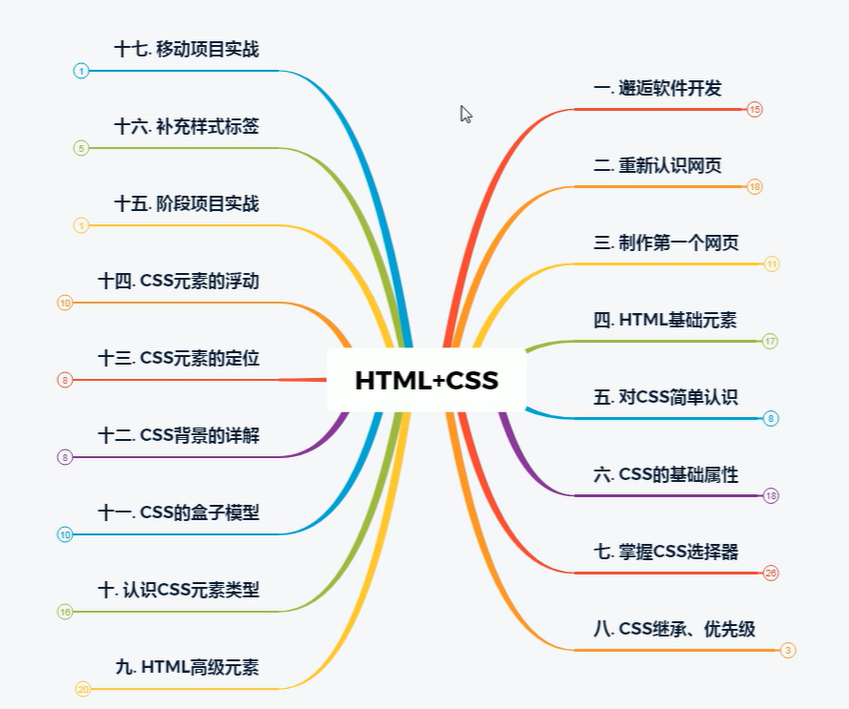 HTML+CSS
一. 邂逅软件开发
15
二. 重新认识网页
18
三. 制作第一个网页
11
四. HTML基础元素
17
五. 对CSS简单认识
8
六. CSS的基础属性
18
七. 掌握CSS选择器
26
八. CSS继承、优先级
3
九. HTML高级元素
20
十. 认识CSS元素类型
16
十一. CSS的盒子模型
10
十二. CSS背景的详解
8
十三. CSS元素的定位
8
十四. CSS元素的浮动
10
十五. 阶段项目实战
1
十六. 补充样式标签
5
十七. 移动项目实战
1